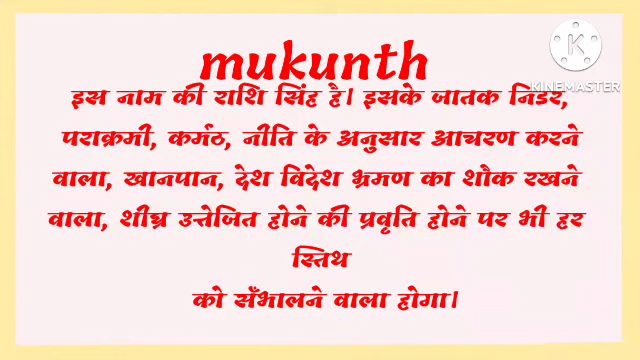 mukunth
K
KINEMASTER
इस नाम की राशि सिंह है। इसके जातक निडर,
पराक्रमी, कर्मठ, नीति के अनुसार आचरण करने
वाला, खानपान, देश विदेश भ्रमण का शौक रखने
वाला, शीघ्र उत्तेजित होने की प्रवृति होने पर भी हर
स्तिथ
को सँभालने वाला होगा।